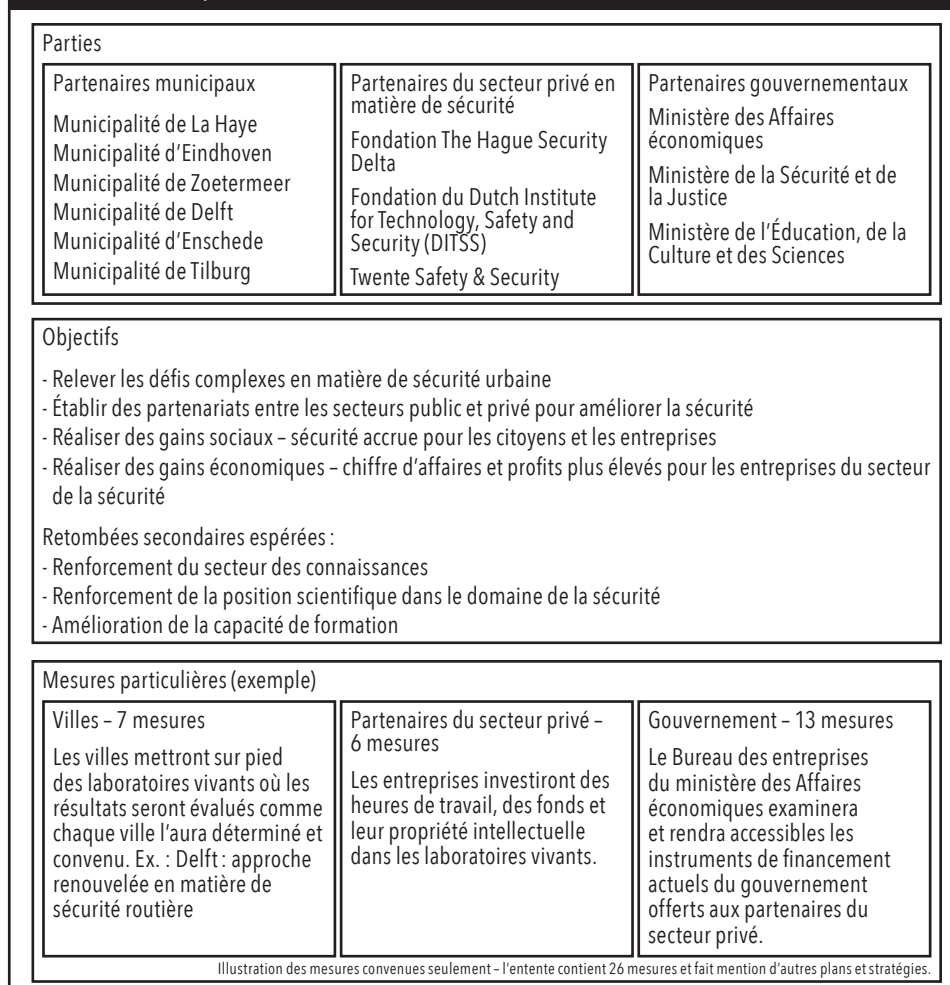 Parties
Partenaires municipaux
Municipalité de La Haye
Municipalité d'Eindhoven
Municipalité de Zoetermeer
Municipalité de Delft
Municipalité d'Enschede
Municipalité de Tilburg
Partenaires du secteur privé en
matière de sécurité
Fondation The Hague Security
Delta
Fondation du Dutch Institute
for Technology, Safety and
Security (DITSS)
Twente Safety & Security
Partenaires gouvernementaux
Ministère des Affaires
économiques
Ministère de la Sécurité et de
la Justice
Ministère de l'Éducation, de la
Culture et des Sciences
Objectifs
- Relever les défis complexes en matière de sécurité urbaine
- Établir des partenariats entre les secteurs public et privé pour améliorer la sécurité
- Réaliser des gains sociaux – sécurité accrue pour les citoyens et les entreprises
- Réaliser des gains économiques – chiffre d'affaires et profits plus élevés pour les entreprises du secteur
de la sécurité
Retombées secondaires espérées :
- Renforcement du secteur des connaissances
- Renforcement de la position scientifique dans le domaine de la sécurité
- Amélioration de la capacité de formation
Mesures particulières (exemple)
Villes – 7 mesures
Les villes mettront sur pied
des laboratoires vivants où les
résultats seront évalués comme
chaque ville l'aura déterminé et
convenu. Ex. : Delft : approche
renouvelée en matière de
sécurité routière
Partenaires du secteur privé –
6 mesures
Les entreprises investiront des
heures de travail, des fonds et
leur propriété intellectuelle
dans les laboratoires vivants.
Gouvernement – 13 mesures
Le Bureau des entreprises
du ministère des Affaires
économiques examinera
et rendra accessibles les
instruments de financement
actuels du gouvernement
offerts aux partenaires du
secteur privé.
Illustration des mesures convenues seulement – l'entente contient 26 mesures et fait mention d'autres plans et stratégies.